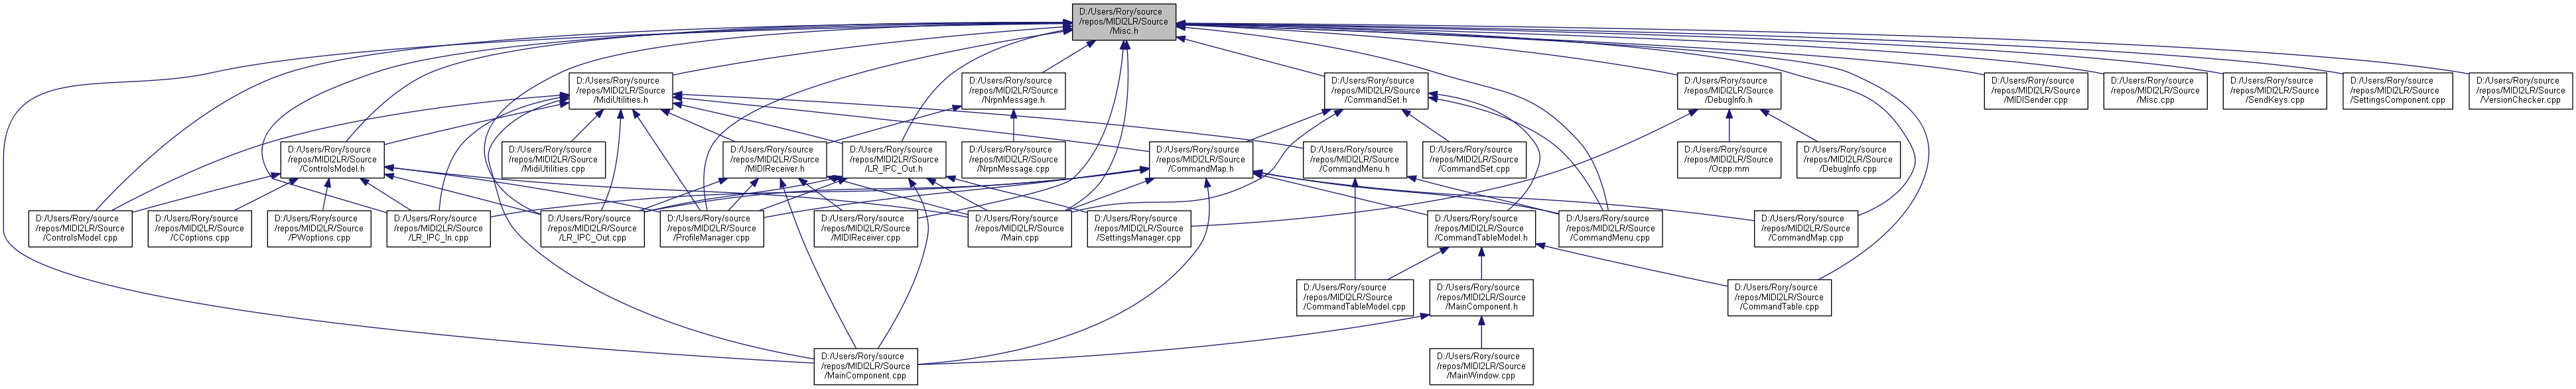 D:/Users/Rory/source
/repos/MIDI2LR/Source
/Misc.h
D:/Users/Rory/source
/repos/MIDI2LR/Source
/MidiUtilities.h
D:/Users/Rory/source
/repos/MIDI2LR/Source
/NrpnMessage.h
D:/Users/Rory/source
/repos/MIDI2LR/Source
/CommandSet.h
D:/Users/Rory/source
/repos/MIDI2LR/Source
/DebugInfo.h
D:/Users/Rory/source
/repos/MIDI2LR/Source
/MIDISender.cpp
D:/Users/Rory/source
/repos/MIDI2LR/Source
/Misc.cpp
D:/Users/Rory/source
/repos/MIDI2LR/Source
/SendKeys.cpp
D:/Users/Rory/source
/repos/MIDI2LR/Source
/SettingsComponent.cpp
D:/Users/Rory/source
/repos/MIDI2LR/Source
/VersionChecker.cpp
D:/Users/Rory/source
/repos/MIDI2LR/Source
/ControlsModel.h
D:/Users/Rory/source
/repos/MIDI2LR/Source
/MidiUtilities.cpp
D:/Users/Rory/source
/repos/MIDI2LR/Source
/MIDIReceiver.h
D:/Users/Rory/source
/repos/MIDI2LR/Source
/LR_IPC_Out.h
D:/Users/Rory/source
/repos/MIDI2LR/Source
/NrpnMessage.cpp
D:/Users/Rory/source
/repos/MIDI2LR/Source
/CommandMap.h
D:/Users/Rory/source
/repos/MIDI2LR/Source
/CommandMenu.h
D:/Users/Rory/source
/repos/MIDI2LR/Source
/CommandSet.cpp
D:/Users/Rory/source
/repos/MIDI2LR/Source
/Ocpp.mm
D:/Users/Rory/source
/repos/MIDI2LR/Source
/DebugInfo.cpp
D:/Users/Rory/source
/repos/MIDI2LR/Source
/ControlsModel.cpp
D:/Users/Rory/source
/repos/MIDI2LR/Source
/CCoptions.cpp
D:/Users/Rory/source
/repos/MIDI2LR/Source
/PWoptions.cpp
D:/Users/Rory/source
/repos/MIDI2LR/Source
/LR_IPC_In.cpp
D:/Users/Rory/source
/repos/MIDI2LR/Source
/LR_IPC_Out.cpp
D:/Users/Rory/source
/repos/MIDI2LR/Source
/ProfileManager.cpp
D:/Users/Rory/source
/repos/MIDI2LR/Source
/MIDIReceiver.cpp
D:/Users/Rory/source
/repos/MIDI2LR/Source
/Main.cpp
D:/Users/Rory/source
/repos/MIDI2LR/Source
/SettingsManager.cpp
D:/Users/Rory/source
/repos/MIDI2LR/Source
/CommandTableModel.h
D:/Users/Rory/source
/repos/MIDI2LR/Source
/CommandMenu.cpp
D:/Users/Rory/source
/repos/MIDI2LR/Source
/CommandMap.cpp
D:/Users/Rory/source
/repos/MIDI2LR/Source
/CommandTableModel.cpp
D:/Users/Rory/source
/repos/MIDI2LR/Source
/MainComponent.h
D:/Users/Rory/source
/repos/MIDI2LR/Source
/CommandTable.cpp
D:/Users/Rory/source
/repos/MIDI2LR/Source
/MainComponent.cpp
D:/Users/Rory/source
/repos/MIDI2LR/Source
/MainWindow.cpp